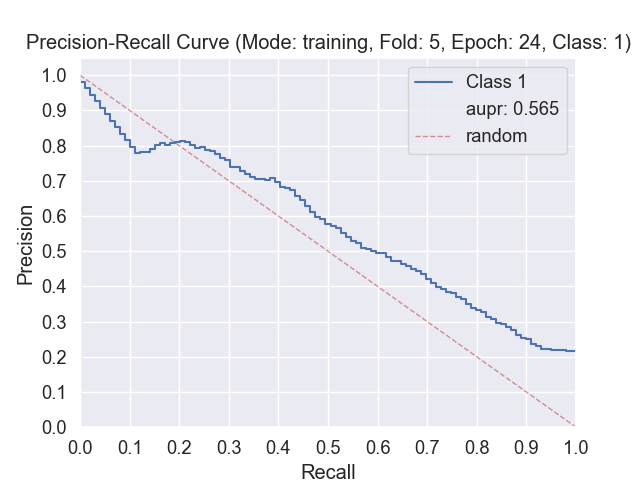 Precision-Recall Curve (Mode: training, Fold: 5, Epoch: 24, Class: 1)
1.0
0.9
0.8
0.7
0.6
0.5
0.4
0.3
0.2
0.1
0.0
Precision
Class 1
aupr: 0.565
random
0.0 0.1 0.2 0.3 0.4 0.5 0.6 0.7 0.8 0.9 1.0
Recall